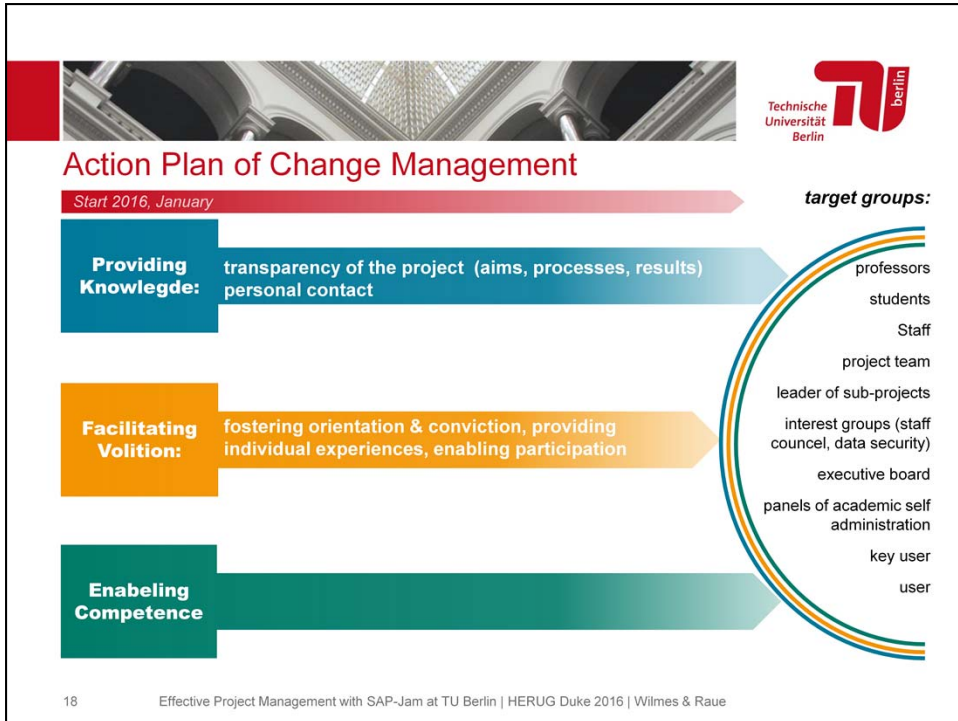 Technische
Universität
Berlin
berlin
Action Plan of Change Management
Start 2016, January
target groups:
Providing
Knowlegde:
transparency of the project (aims, processes, results)
personal contact
Facilitating
Volition:
fostering orientation & conviction, providing
individual experiences, enabling participation
Enabeling
Competence
professors
students
Staff
project team
leader of sub-projects
interest groups (staff
councel, data security)
executive board
panels of academic self
administration
key user
user
18 Effective Project Management with SAP-Jam at TU Berlin | HERUG Duke 2016 | Wilmes & Raue